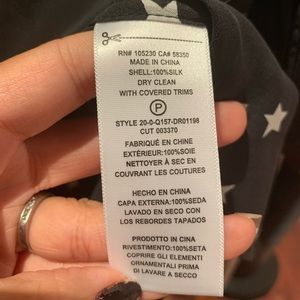 RN# 105230 CA# 58350
MADE IN CHINA
SHELL:100%SILK
DRY CLEAN
WITH COVERED TRIMS
P
STYLE 20-0-Q157-DR01198
CUT 003370
FABRIQUÉ EN CHINE
EXTÉRIEUR:100%SOIE
NETTOYER À SEC EN
COUVRANT LES COUTURES
HECHO EN CHINA
CAPA EXTERNA:100%SEDA
LAVADO EN SECO CON
LOS REBORDES TAPADOS
PRODOTTO IN CINA
RIVESTIMENTO:100%SETA
COPRIRE GLI ELEMENTI
ORNAMENTALI PRIMA
DI LAVARE A SECCO